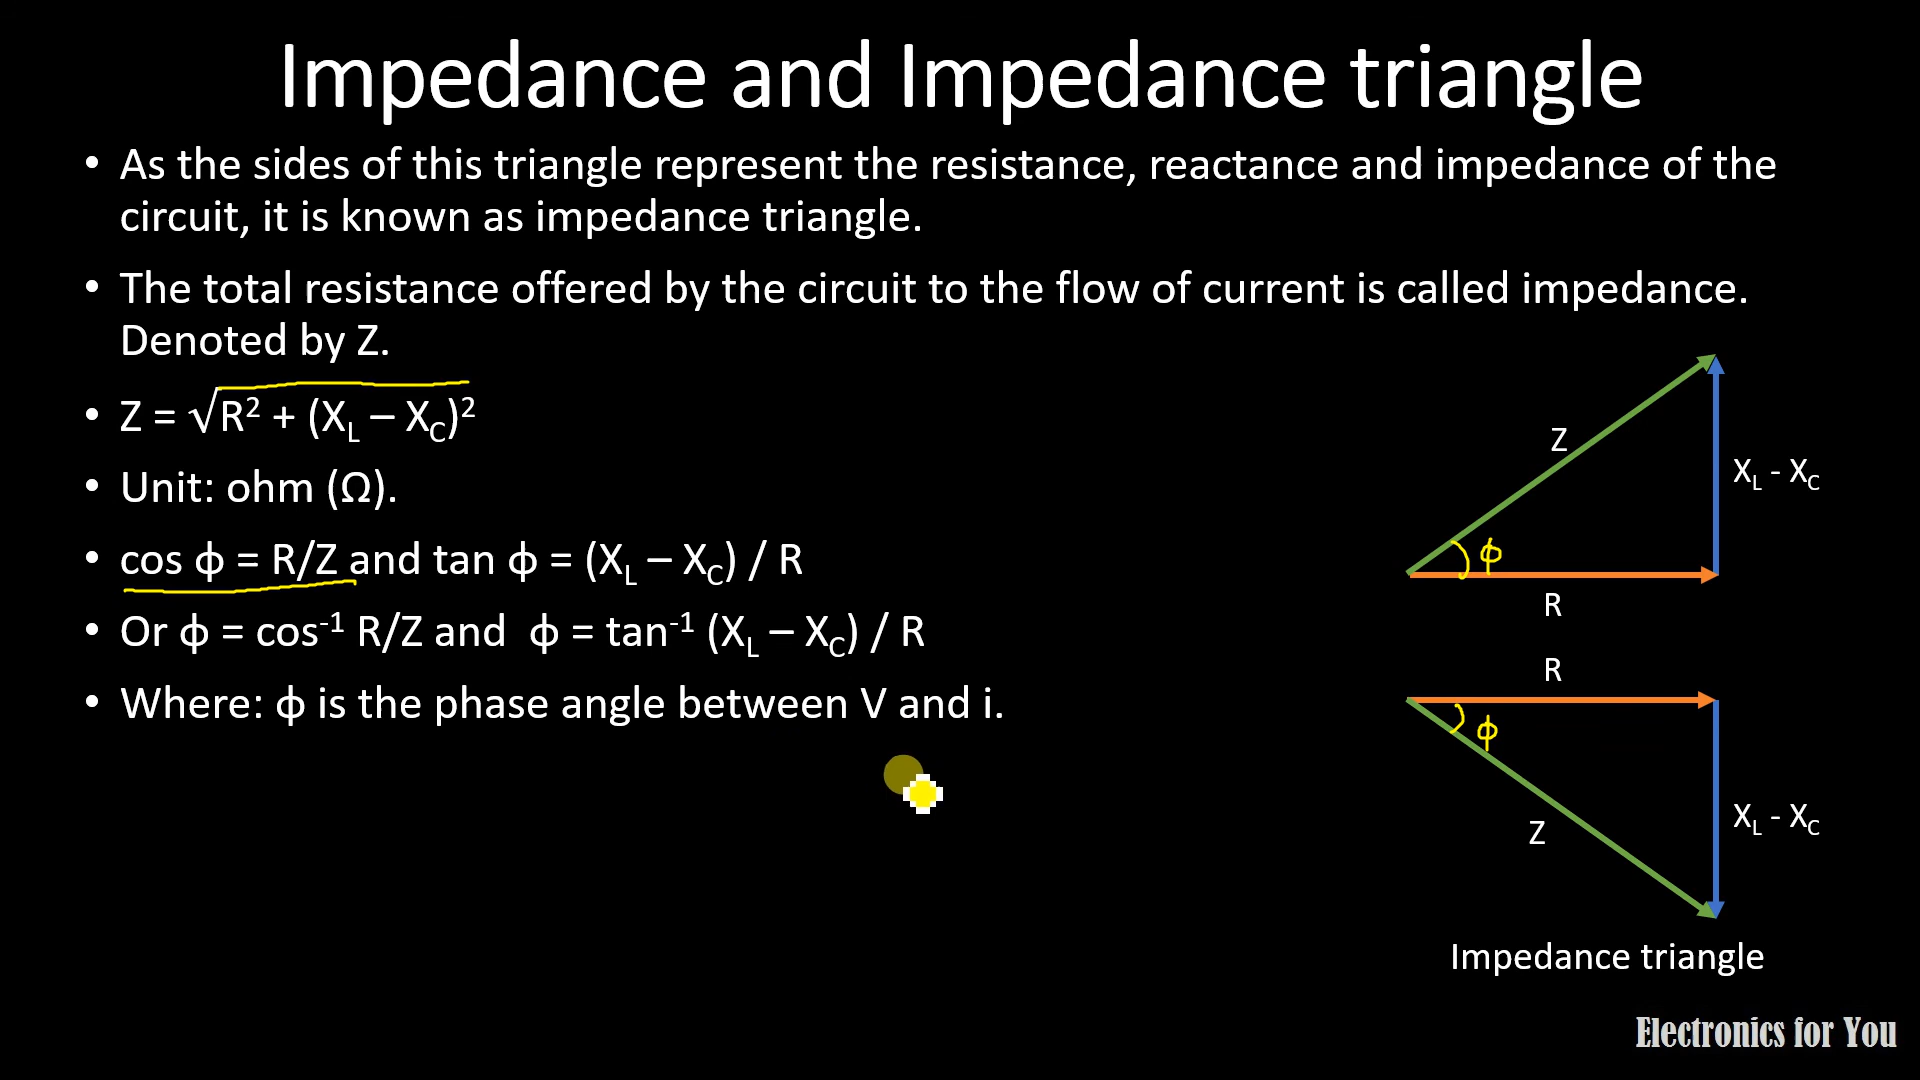 Impedance and Impedance triangle
• As the sides of this triangle represent the resistance, reactance and impedance of the
circuit, it is known as impedance triangle.
• The total resistance offered by the circuit to the flow of current is called impedance.
Denoted by Z.
• Z = √R² + (X_L – X_C)²
• Unit: ohm (Ω).
• cos ϕ = R/Z and tan ϕ = (X_L – X_C) / R
• Or ϕ = cos⁻¹ R/Z and ϕ = tan⁻¹ (X_L – X_C) / R
• Where: ϕ is the phase angle between V and i.
Z
X_L - X_C
ϕ
R
R
ϕ
Z
X_L - X_C
Impedance triangle
Electronics for You